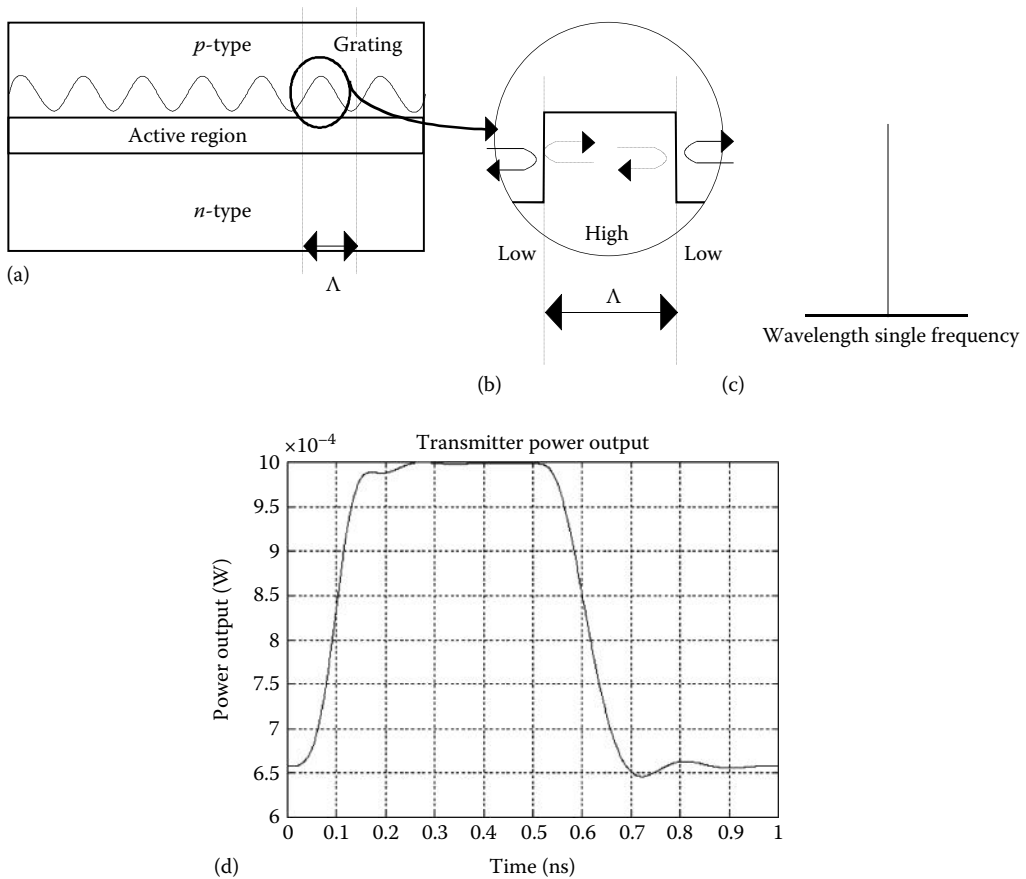 p-type
Grating
Active region
n-type
Λ
(a)
Low
High
Low
Λ
(b)
Wavelength single frequency
(c)
Transmitter power output
×10⁻⁴
10
9.5
9
8.5
8
7.5
7
6.5
6
Power output (W)
0 0.1 0.2 0.3 0.4 0.5 0.6 0.7 0.8 0.9 1
Time (ns)
(d)